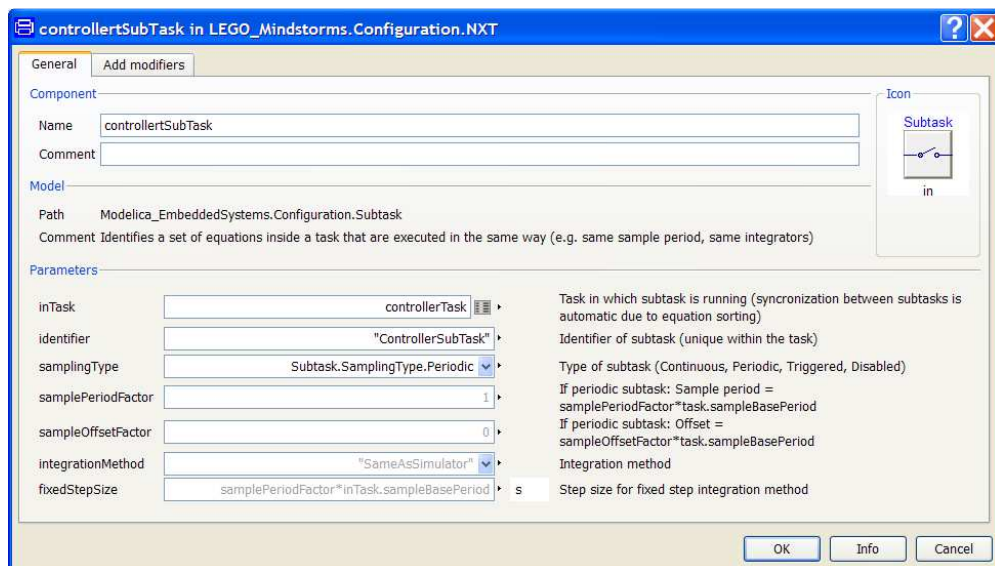 controllertSubTask in LEGO_Mindstorms.Configuration.NXT
General
Add modifiers
Component
Icon
Name
controllertSubTask
Subtask
Comment
in
Model
Path
Modelica_EmbeddedSystems.Configuration.Subtask
Comment Identifies a set of equations inside a task that are executed in the same way (e.g. same sample period, same integrators)
Parameters
inTask
controllerTask
Task in which subtask is running (syncronization between subtasks is
automatic due to equation sorting)
identifier
"ControllerSubTask"
Identifier of subtask (unique within the task)
samplingType
Subtask.SamplingType.Periodic
Type of subtask (Continuous, Periodic, Triggered, Disabled)
samplePeriodFactor
1
If periodic subtask: Sample period =
samplePeriodFactor*task.sampleBasePeriod
sampleOffsetFactor
0
If periodic subtask: Offset =
sampleOffsetFactor*task.sampleBasePeriod
integrationMethod
"SameAsSimulator"
Integration method
fixedStepSize
samplePeriodFactor*inTask.sampleBasePeriod
s
Step size for fixed step integration method
OK
Info
Cancel